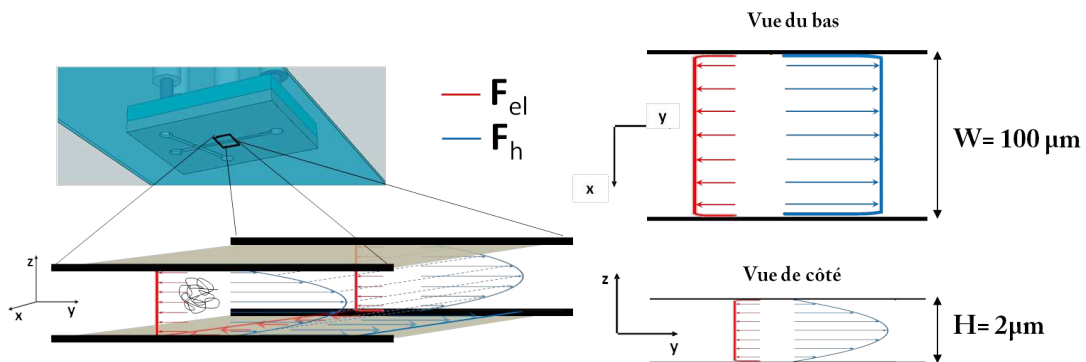 Vue du bas
F_el
F_h
y
x
W= 100 µm
z
x
y
Vue de côté
z
y
H= 2µm